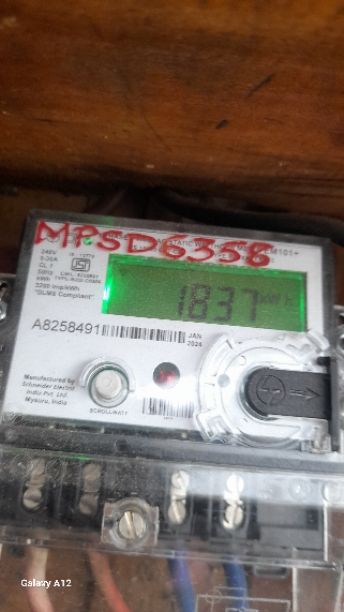 MPSD6358
EM101+
240V
5-30A
CL 1
50Hz
kWh
3200 imp/kWh
"DLMS Compliant"
1837
A8258491
JAN
2024
Manufactured by
Schneider Electric
India Pvt. Ltd.
Mysuru, India
SCROLL/BATT
Galaxy A12